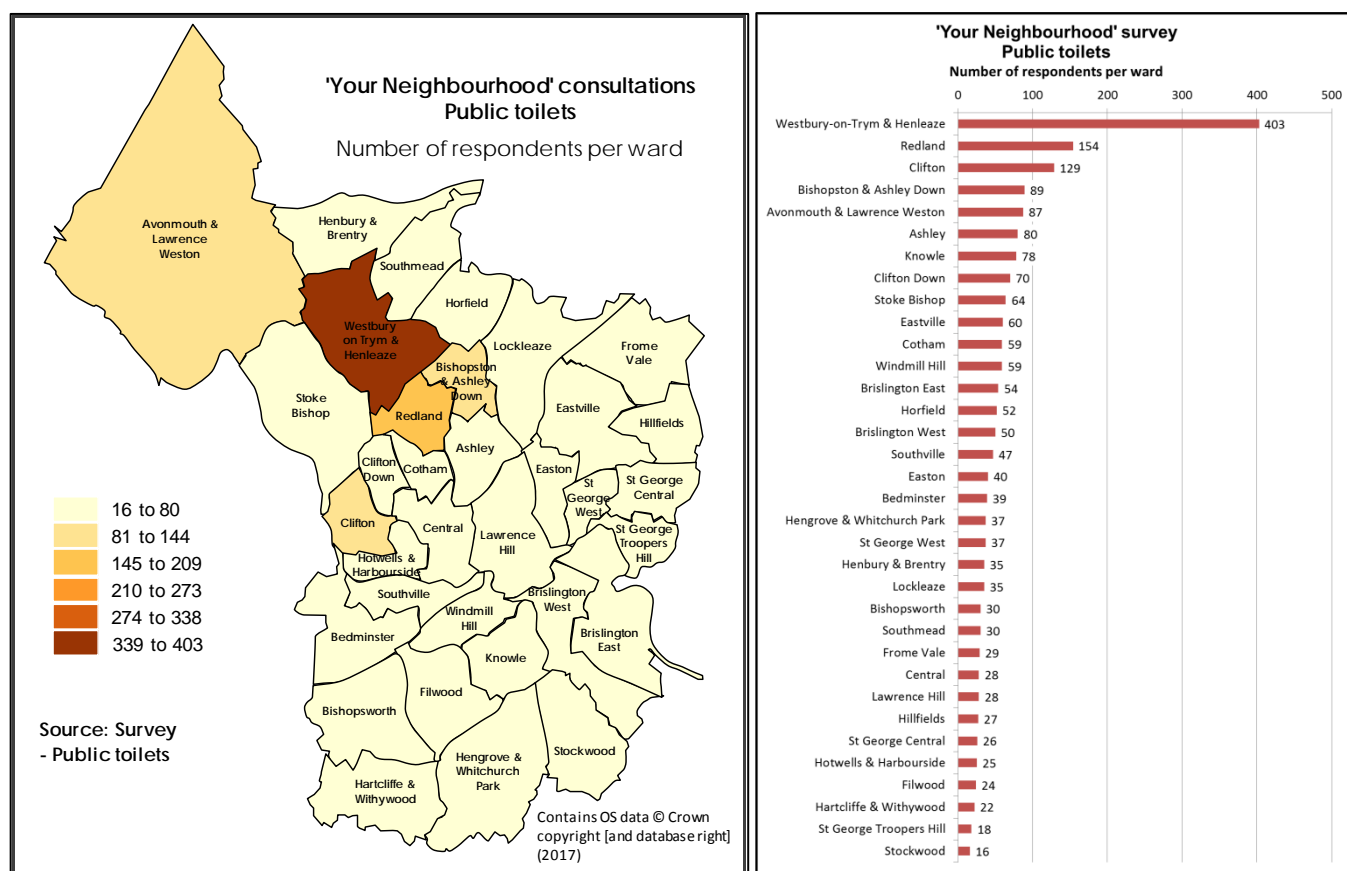 'Your Neighbourhood' consultations
Public toilets
Number of respondents per ward
Avonmouth &
Lawrence
Weston
Henbury &
Brentry
Southmead
Horfield
Westbury
on Trym &
Henleaze
Lockleaze
Frome
Vale
Bishopston
& Ashley
Down
Stoke
Bishop
Redland
Eastville
Hillfields
Ashley
Clifton
Down
Cotham
Easton
St
George
West
St George
Central
Clifton
Central
Lawrence
Hill
St George
Troopers
Hill
Hotwells &
Harbourside
Southville
Brislington
West
Windmill
Hill
Bedminster
Brislington
East
Knowle
Filwood
Bishopsworth
Stockwood
Hengrove &
Whitchurch
Park
Hartcliffe &
Withywood
16 to 80
81 to 144
145 to 209
210 to 273
274 to 338
339 to 403
Source: Survey
- Public toilets
Contains OS data © Crown
copyright [and database right]
(2017)
'Your Neighbourhood' survey
Public toilets
Number of respondents per ward
0 100 200 300 400 500
Westbury-on-Trym & Henleaze 403
Redland 154
Clifton 129
Bishopston & Ashley Down 89
Avonmouth & Lawrence Weston 87
Ashley 80
Knowle 78
Clifton Down 70
Stoke Bishop 64
Eastville 60
Cotham 59
Windmill Hill 59
Brislington East 54
Horfield 52
Brislington West 50
Southville 47
Easton 40
Bedminster 39
Hengrove & Whitchurch Park 37
St George West 37
Henbury & Brentry 35
Lockleaze 35
Bishopsworth 30
Southmead 30
Frome Vale 29
Central 28
Lawrence Hill 28
Hillfields 27
St George Central 26
Hotwells & Harbourside 25
Filwood 24
Hartcliffe & Withywood 22
St George Troopers Hill 18
Stockwood 16